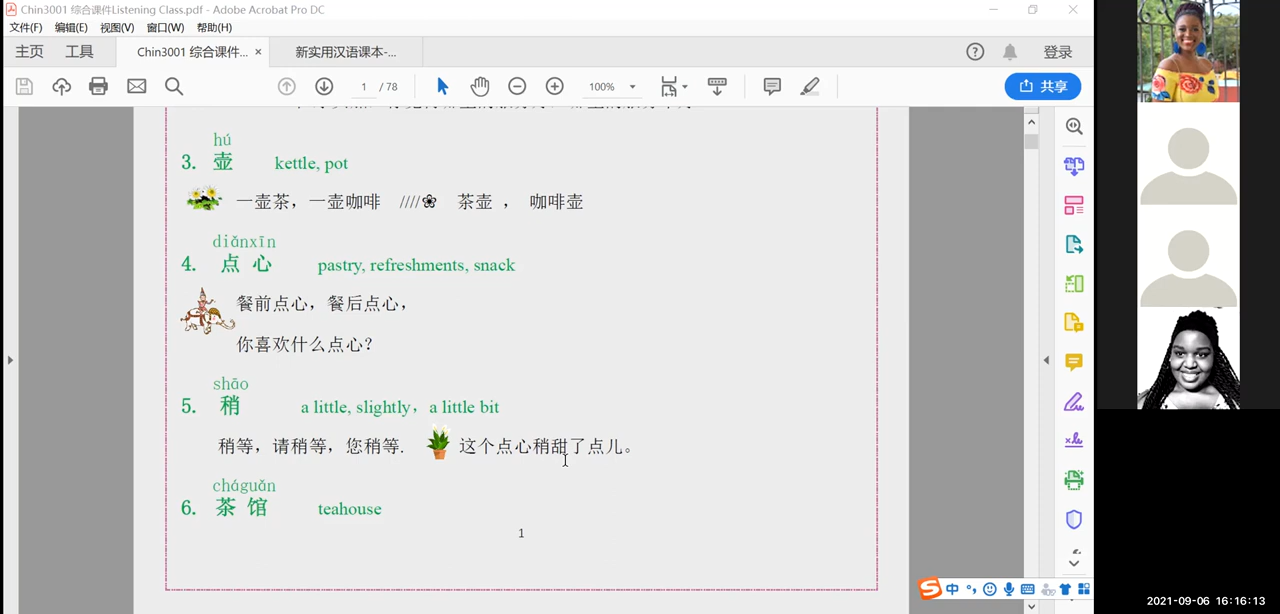 Chin3001 综合课件Listening Class.pdf - Adobe Acrobat Pro DC
文件(F) 编辑(E) 视图(V) 窗口(W) 帮助(H)
主页 工具 Chin3001 综合课件... × 新实用汉语课本-... 登录
1 / 78 100% 共享
hú
3. 壶 kettle, pot
一壶茶，一壶咖啡 ////❀ 茶壶 ， 咖啡壶
diǎnxīn
4. 点心 pastry, refreshments, snack
餐前点心，餐后点心，
你喜欢什么点心？
shāo
5. 稍 a little, slightly，a little bit
稍等，请稍等，您稍等. 这个点心稍甜了点儿。
cháguǎn
6. 茶馆 teahouse
1
中
2021-09-06 16:16:13